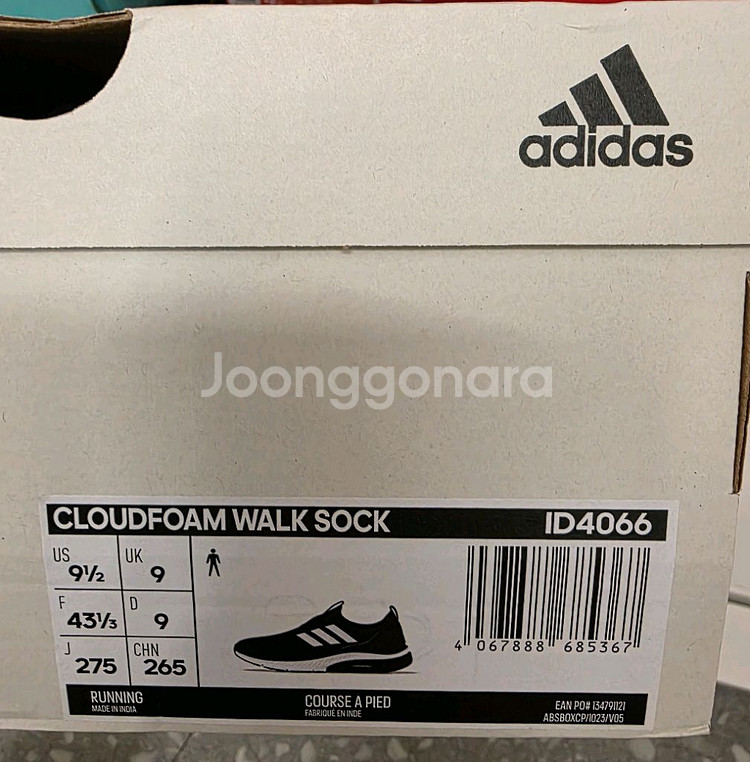 adidas
Joonggonara
CLOUDFOAM WALK SOCK ID4066
US 9½ UK 9
F 43⅓ D 9
J 275 CHN 265
4 067888 685367
RUNNING
MADE IN INDIA
COURSE A PIED
FABRIQUÉ EN INDE
EAN PO# 134791121
ABSBOXCP/1023/V05